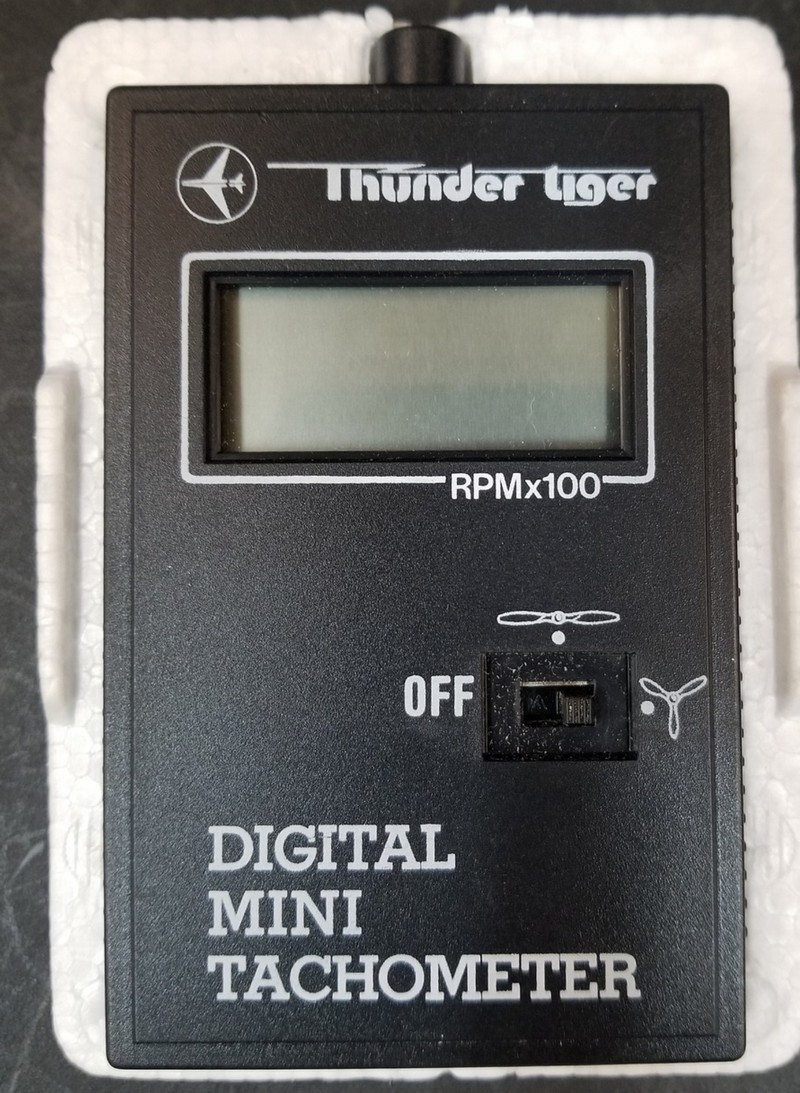 Thunder tiger
RPMx100
OFF
DIGITAL
MINI
TACHOMETER